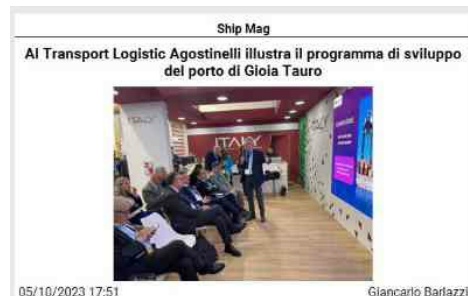 Ship Mag
Al Transport Logistic Agostinelli illustra il programma di sviluppo
del porto di Gioia Tauro
ITALY
05/10/2023 17:51
Giancarlo Barlazzi